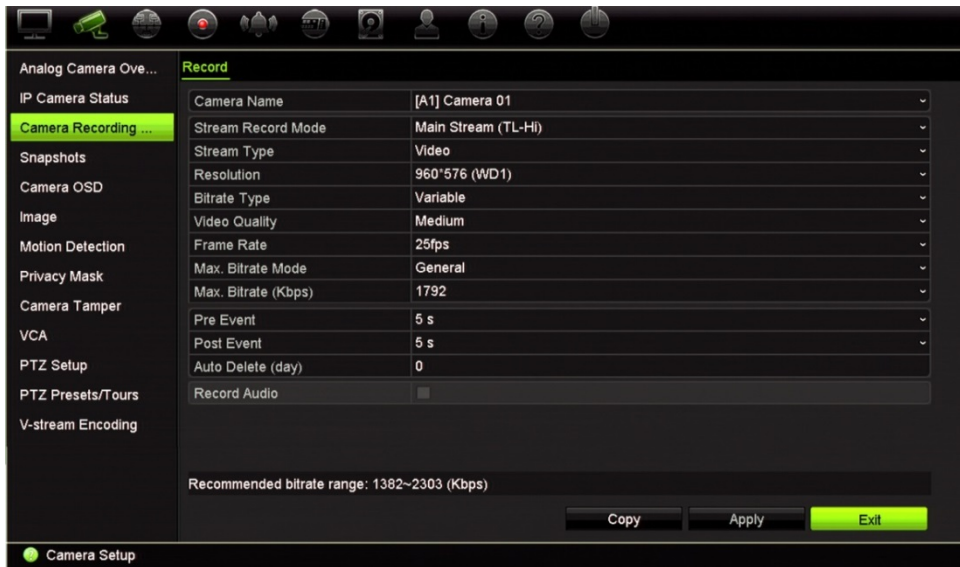 Analog Camera Ove...
IP Camera Status
Camera Recording ...
Snapshots
Camera OSD
Image
Motion Detection
Privacy Mask
Camera Tamper
VCA
PTZ Setup
PTZ Presets/Tours
V-stream Encoding
Record
Camera Name [A1] Camera 01
Stream Record Mode Main Stream (TL-Hi)
Stream Type Video
Resolution 960*576 (WD1)
Bitrate Type Variable
Video Quality Medium
Frame Rate 25fps
Max. Bitrate Mode General
Max. Bitrate (Kbps) 1792
Pre Event 5 s
Post Event 5 s
Auto Delete (day) 0
Record Audio
Recommended bitrate range: 1382~2303 (Kbps)
Copy Apply Exit
Camera Setup